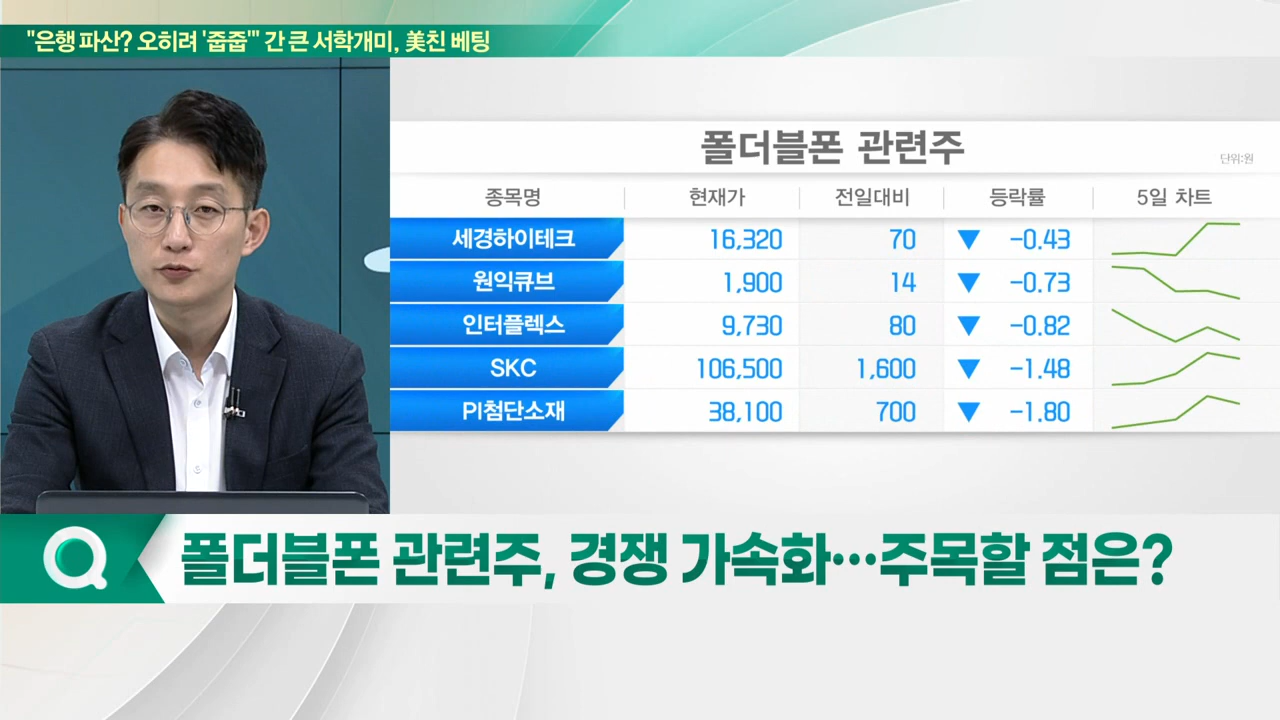 "은행 파산? 오히려 '줍줍'" 간 큰 서학개미, 美친 베팅
폴더블폰 관련주
단위:원
종목명 현재가 전일대비 등락률 5일 차트
세경하이테크 16,320 70 ▼ -0.43
원익큐브 1,900 14 ▼ -0.73
인터플렉스 9,730 80 ▼ -0.82
SKC 106,500 1,600 ▼ -1.48
PI첨단소재 38,100 700 ▼ -1.80
Q 폴더블폰 관련주, 경쟁 가속화…주목할 점은?